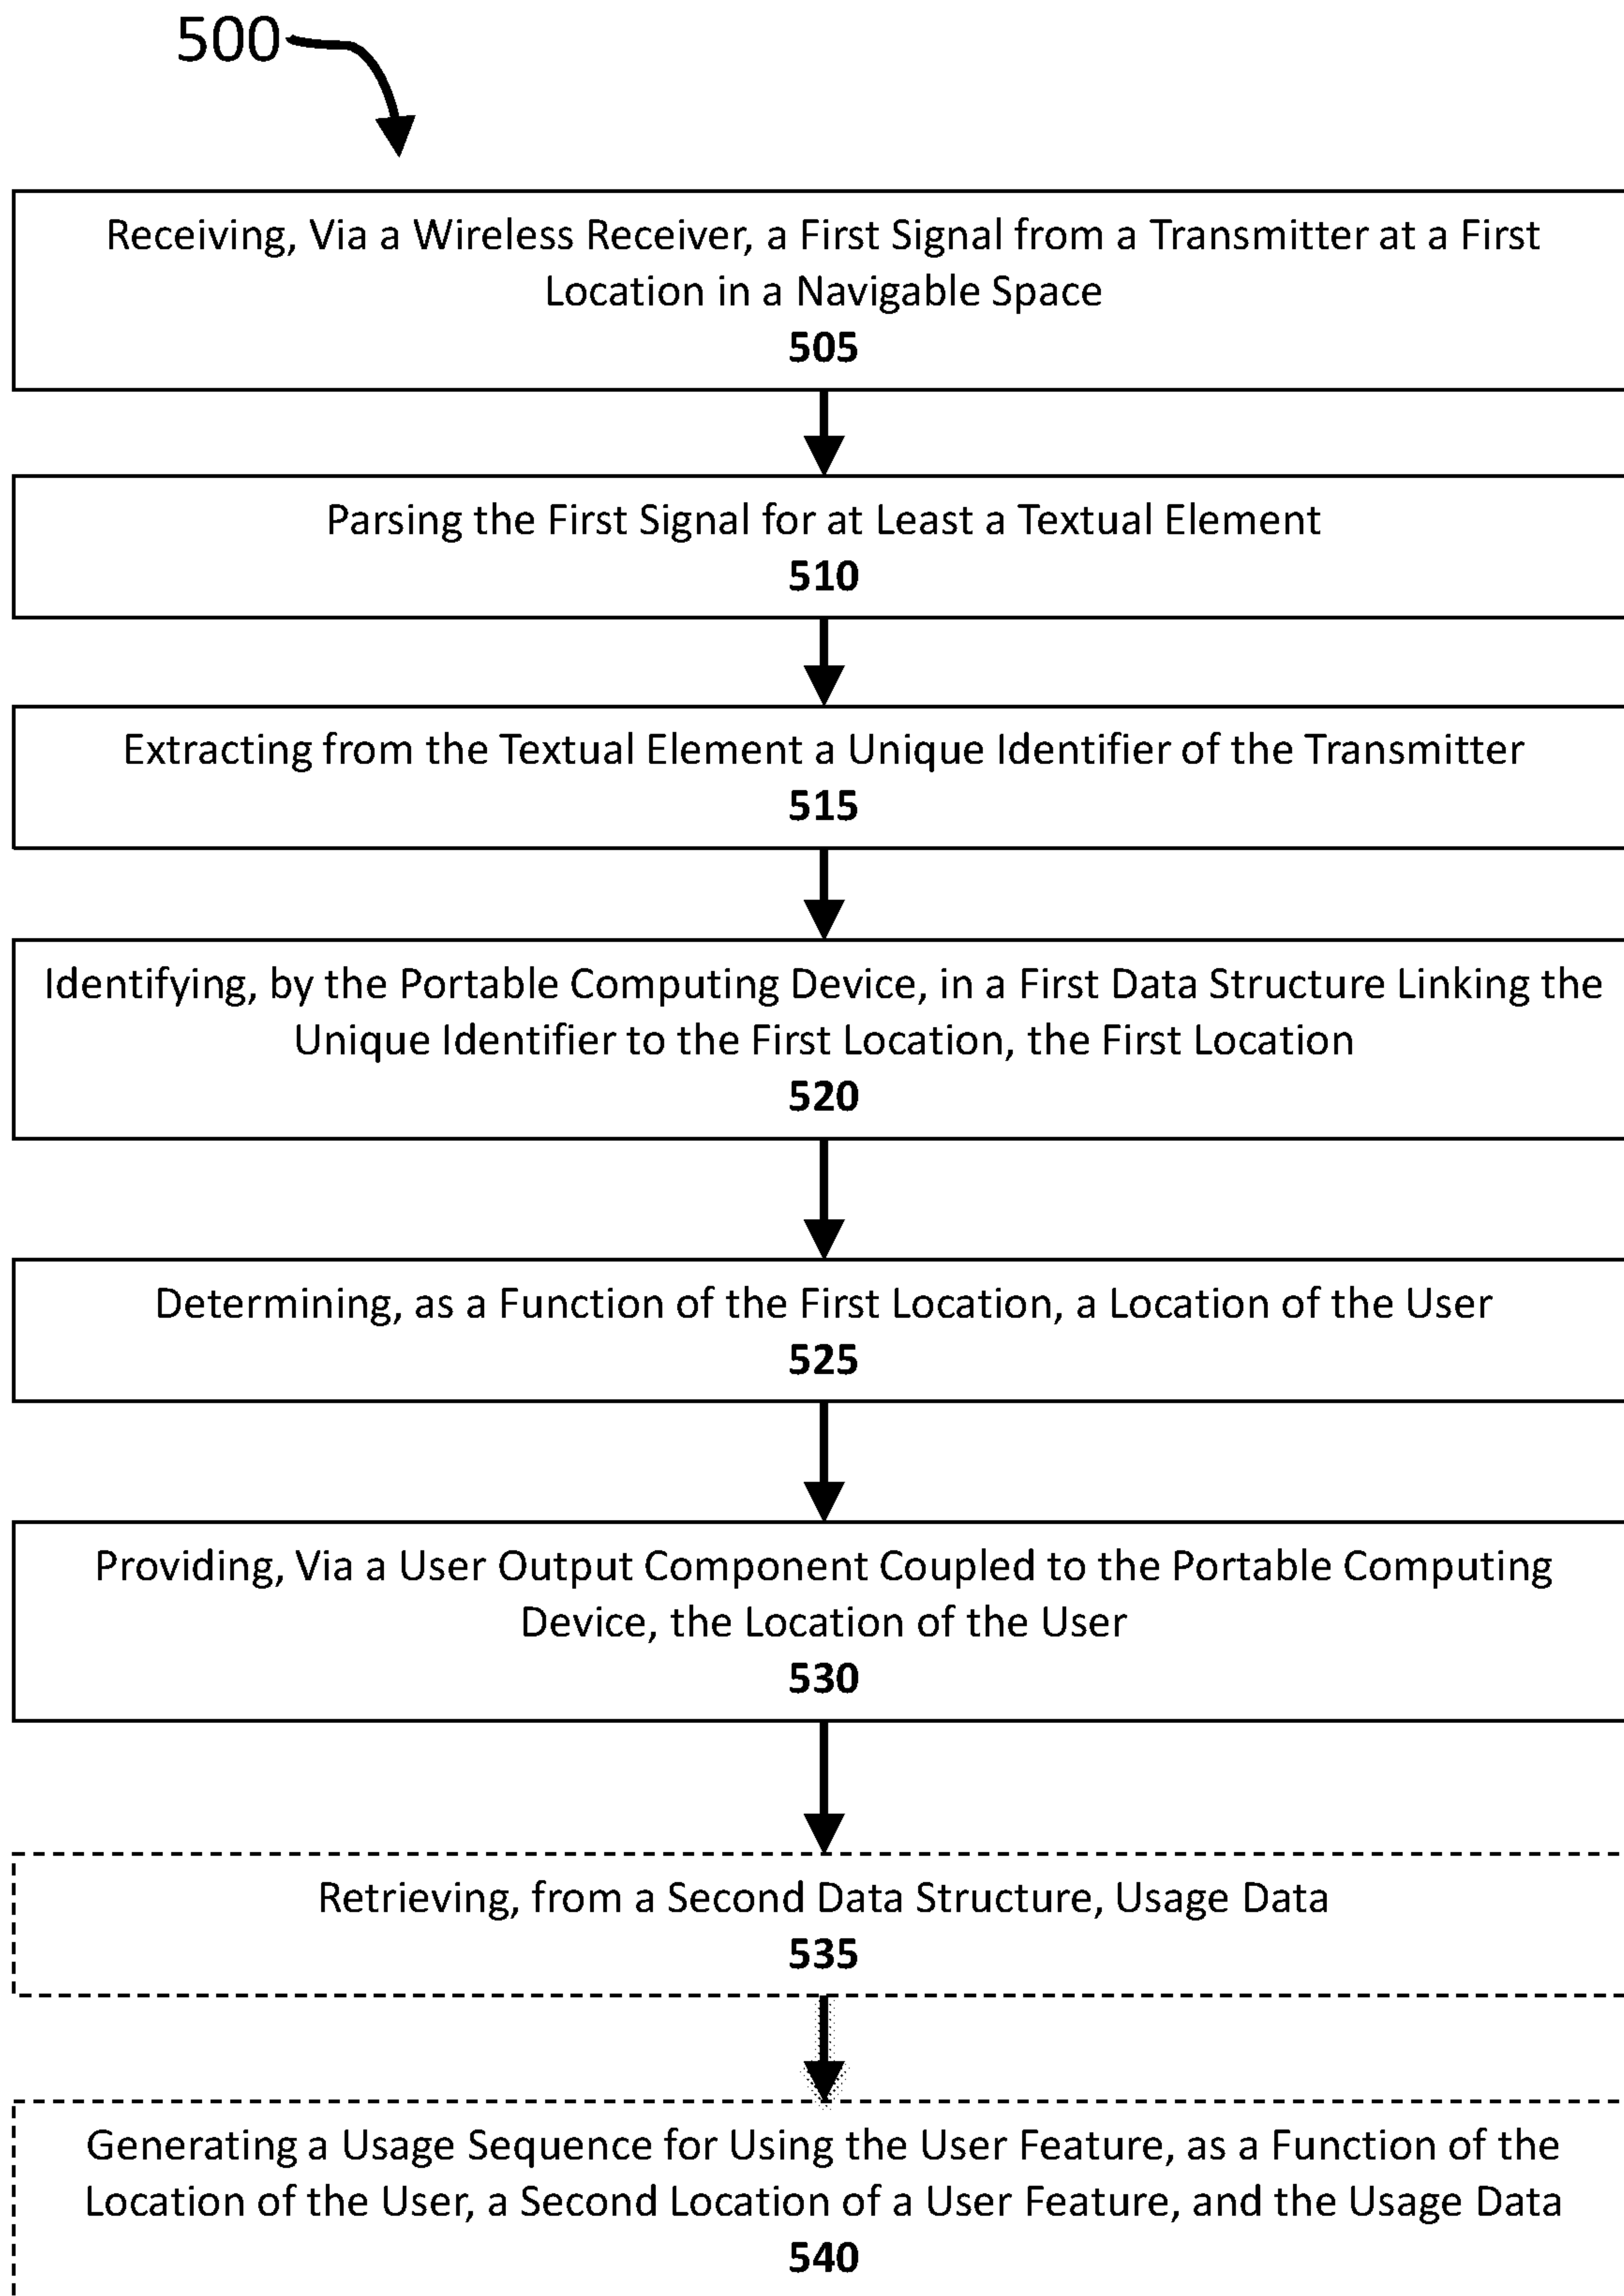 500
Receiving, Via a Wireless Receiver, a First Signal from a Transmitter at a First
Location in a Navigable Space
505
Parsing the First Signal for at Least a Textual Element
510
Extracting from the Textual Element a Unique Identifier of the Transmitter
515
Identifying, by the Portable Computing Device, in a First Data Structure Linking the
Unique Identifier to the First Location, the First Location
520
Determining, as a Function of the First Location, a Location of the User
525
Providing, Via a User Output Component Coupled to the Portable Computing
Device, the Location of the User
530
Retrieving, from a Second Data Structure, Usage Data
535
Generating a Usage Sequence for Using the User Feature, as a Function of the
Location of the User, a Second Location of a User Feature, and the Usage Data
540